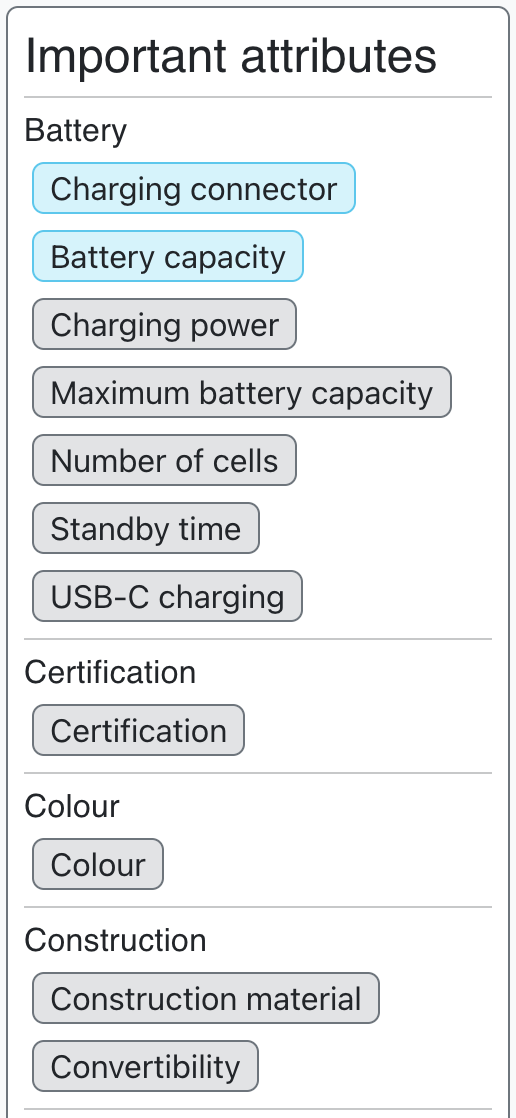 Important attributes
Battery
Charging connector
Battery capacity
Charging power
Maximum battery capacity
Number of cells
Standby time
USB-C charging
Certification
Certification
Colour
Colour
Construction
Construction material
Convertibility